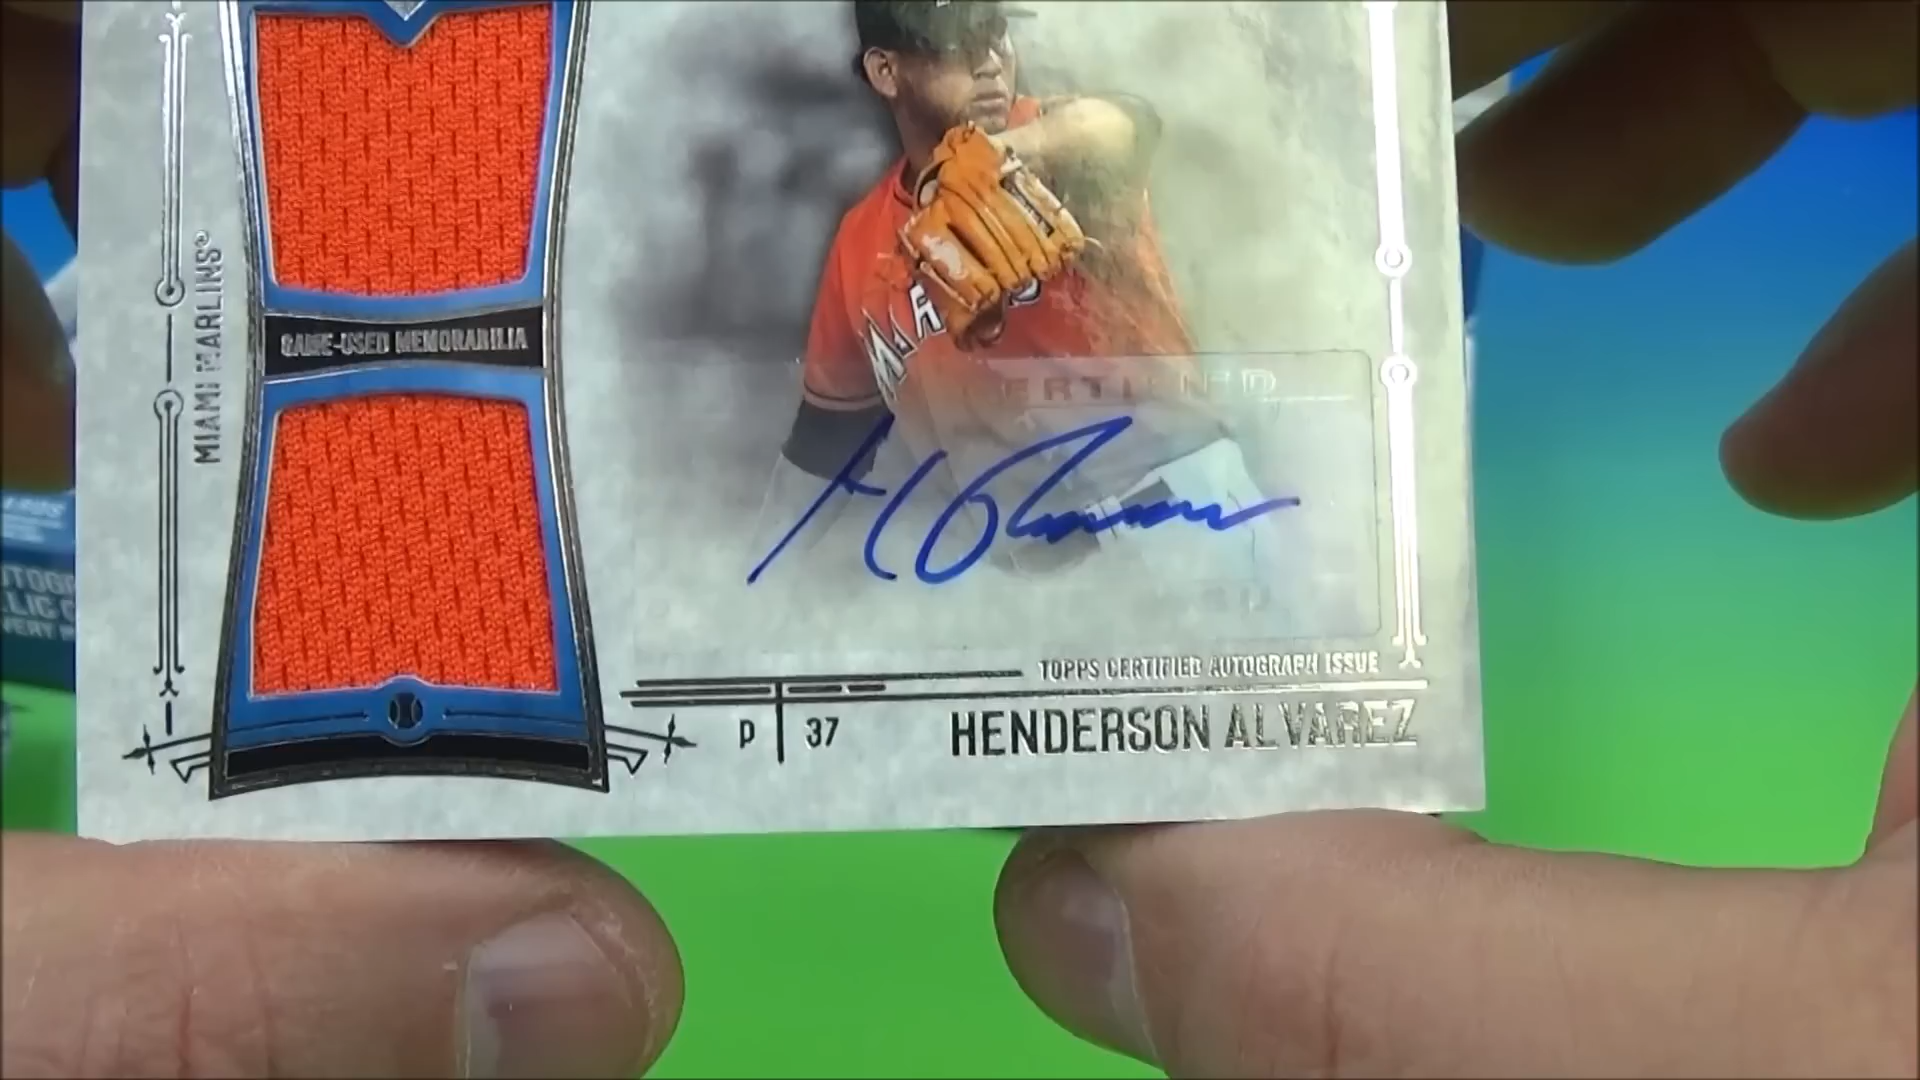 MIAMI MARLINS®
GAME-USED MEMORABILIA
TOPPS CERTIFIED AUTOGRAPH ISSUE
P 37
HENDERSON ALVAREZ